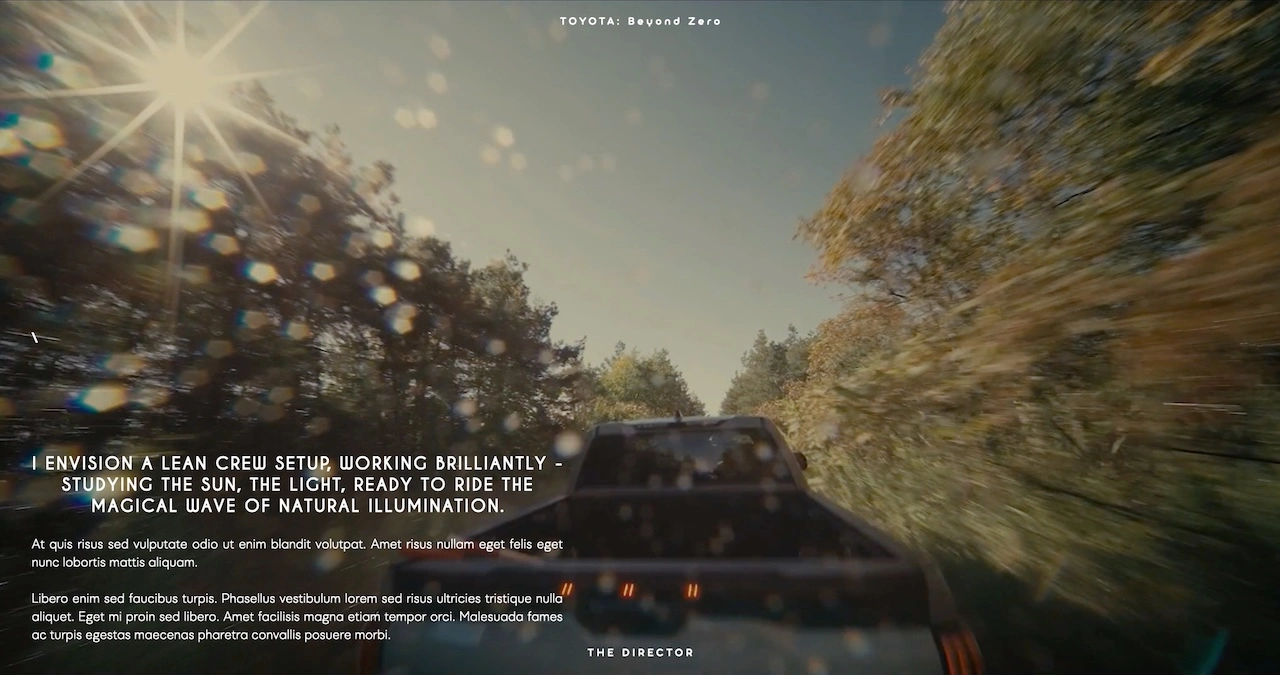 TOYOTA: Beyond Zero
I ENVISION A LEAN CREW SETUP, WORKING BRILLIANTLY -
STUDYING THE SUN, THE LIGHT, READY TO RIDE THE
MAGICAL WAVE OF NATURAL ILLUMINATION.
At quis risus sed vulputate odio ut enim blandit volutpat. Amet risus nullam eget felis eget
nunc lobortis mattis aliquam.
Libero enim sed faucibus turpis. Phasellus vestibulum lorem sed risus ultricies tristique nulla
aliquet. Eget mi proin sed libero. Amet facilisis magna etiam tempor orci. Malesuada fames
ac turpis egestas maecenas pharetra convallis posuere morbi.
THE DIRECTOR